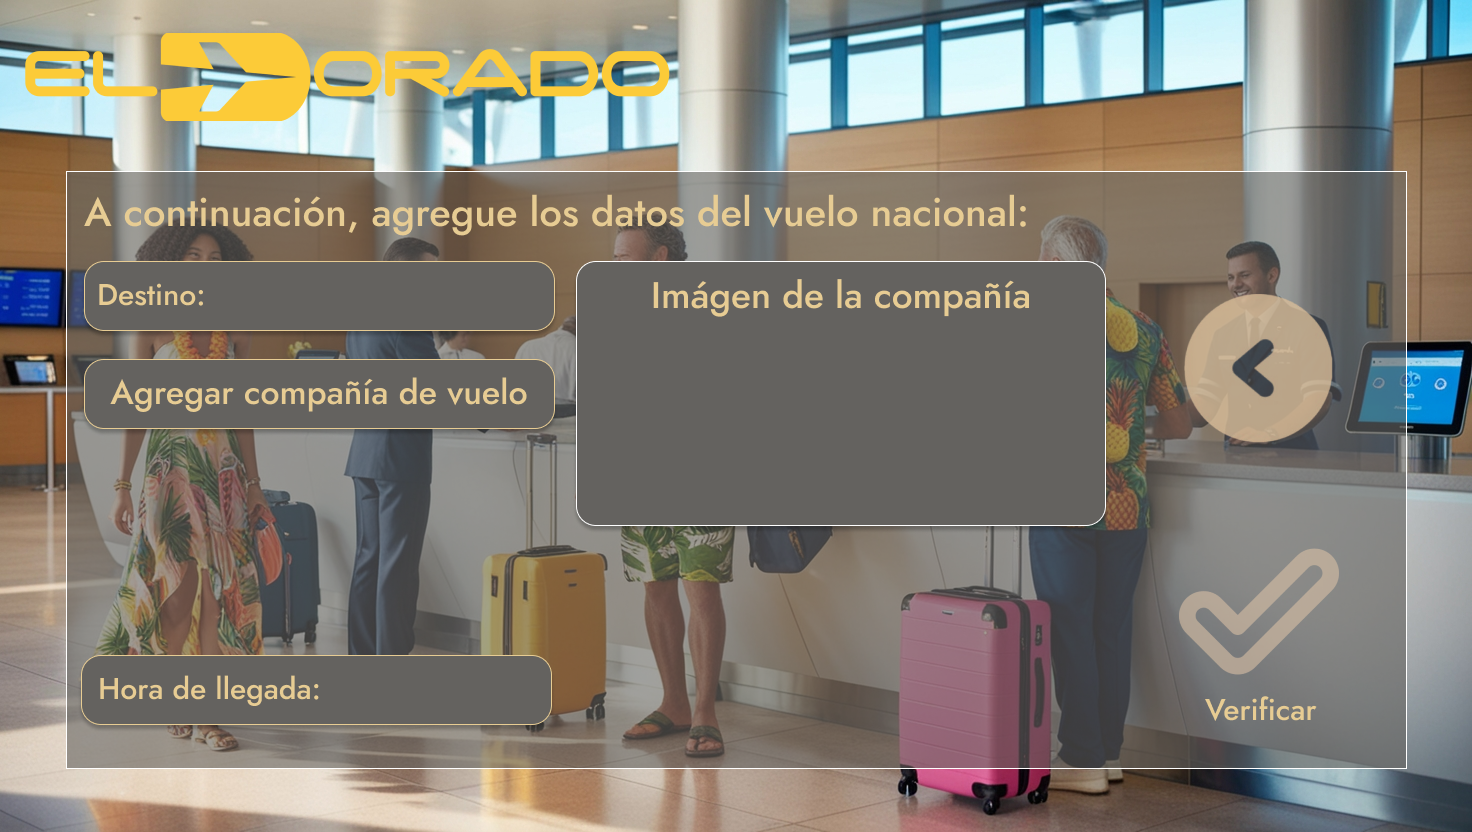 EL DORADO
A continuación, agregue los datos del vuelo nacional:
Destino:
Imágen de la compañía
Agregar compañía de vuelo
Hora de llegada:
Verificar